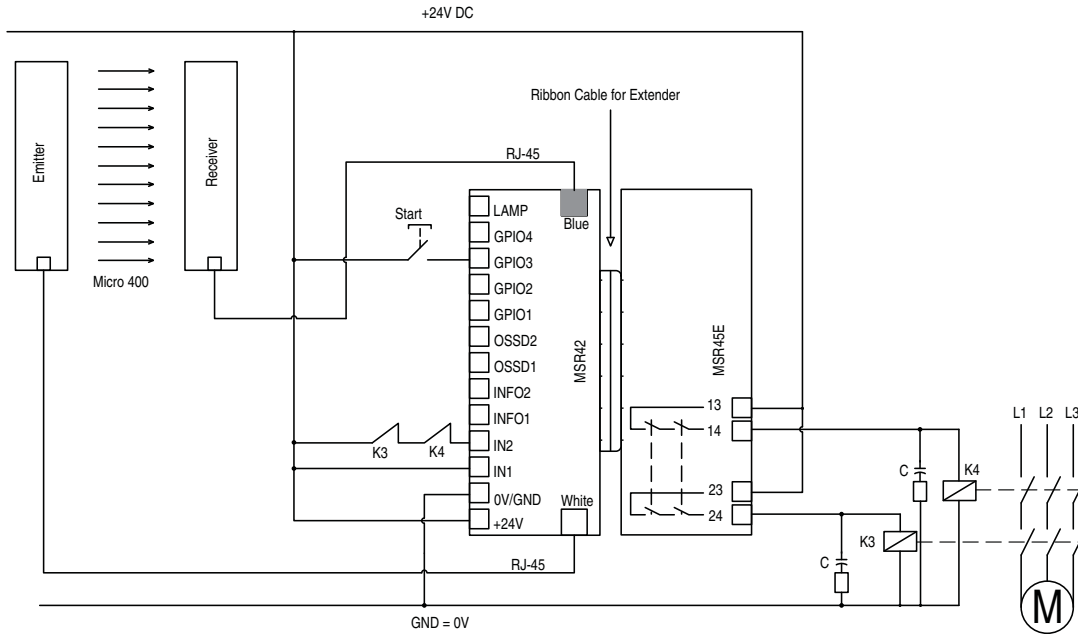 +24V DC
Ribbon Cable for Extender
Emitter
Receiver
Micro 400
RJ-45
Start
Blue
LAMP
GPIO4
GPIO3
GPIO2
GPIO1
OSSD2
OSSD1
INFO2
INFO1
IN2
IN1
0V/GND
+24V
MSR42
White
K3
K4
MSR45E
13
14
23
24
L1 L2 L3
C
K4
C
K3
M
RJ-45
GND = 0V